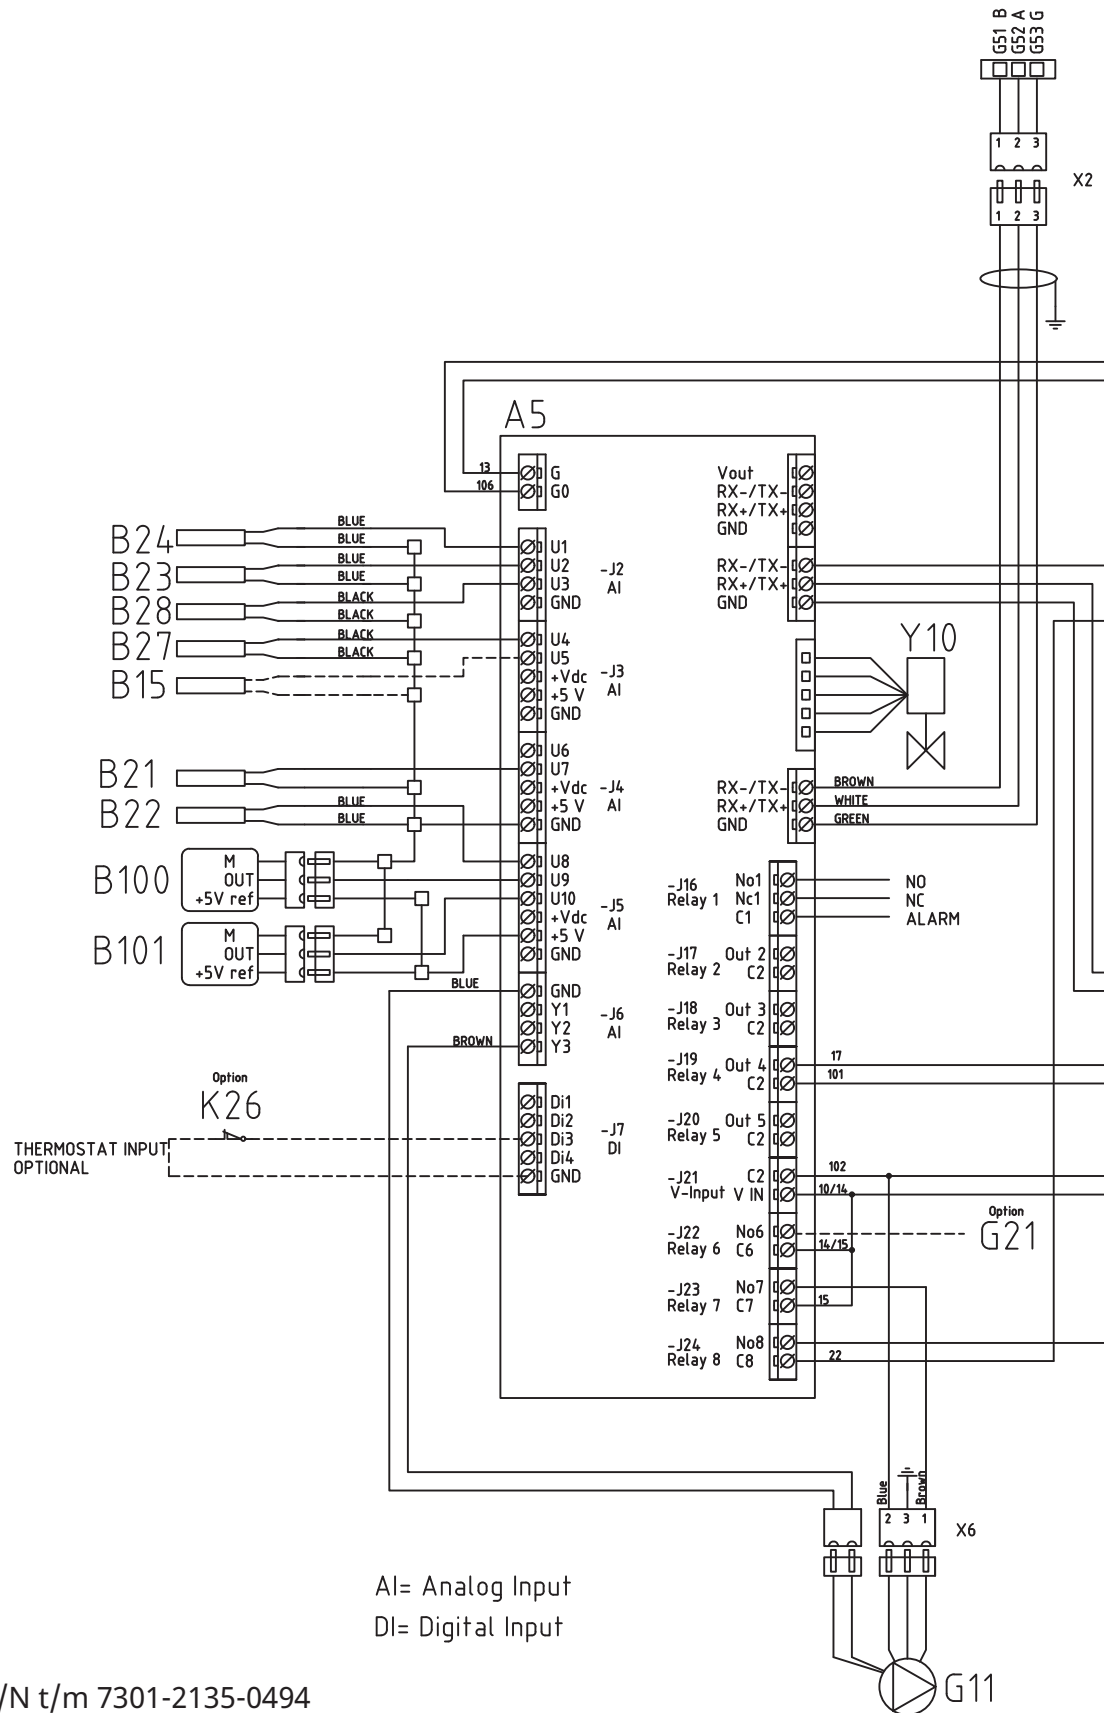 G51 B
G52 A
G53 G
1 2 3
X2
1 2 3
A5
13
G
106
G0
Vout
RX-/TX-
RX+/TX+
GND
B24
BLUE
BLUE
U1
B23
BLUE
BLUE
U2
U3
GND
-J2
AI
RX-/TX-
RX+/TX+
GND
B28
BLACK
BLACK
B27
BLACK
BLACK
B15
U4
U5
+Vdc
+5 V
GND
-J3
AI
Y10
B21
B22
BLUE
BLUE
U6
U7
+Vdc
+5 V
GND
-J4
AI
RX-/TX-
RX+/TX+
GND
BROWN
WHITE
GREEN
B100
M
OUT
+5V ref
U8
U9
U10
+Vdc
+5 V
GND
-J5
AI
B101
M
OUT
+5V ref
-J16
Relay 1
No1
Nc1
C1
NO
NC
ALARM
-J17
Relay 2
Out 2
C2
BLUE
BROWN
GND
Y1
Y2
Y3
-J6
AI
-J18
Relay 3
Out 3
C2
-J19
Relay 4
Out 4
C2
17
101
Option
K26
THERMOSTAT INPUT
OPTIONAL
Di1
Di2
Di3
Di4
GND
-J7
DI
-J20
Relay 5
Out 5
C2
-J21
V-Input
C2
V IN
102
10/14
-J22
Relay 6
No6
C6
14/15
Option
G21
-J23
Relay 7
No7
C7
15
-J24
Relay 8
No8
C8
22
Blue
Brown
2 3 1
X6
AI= Analog Input
DI= Digital Input
G11
/N t/m 7301-2135-0494